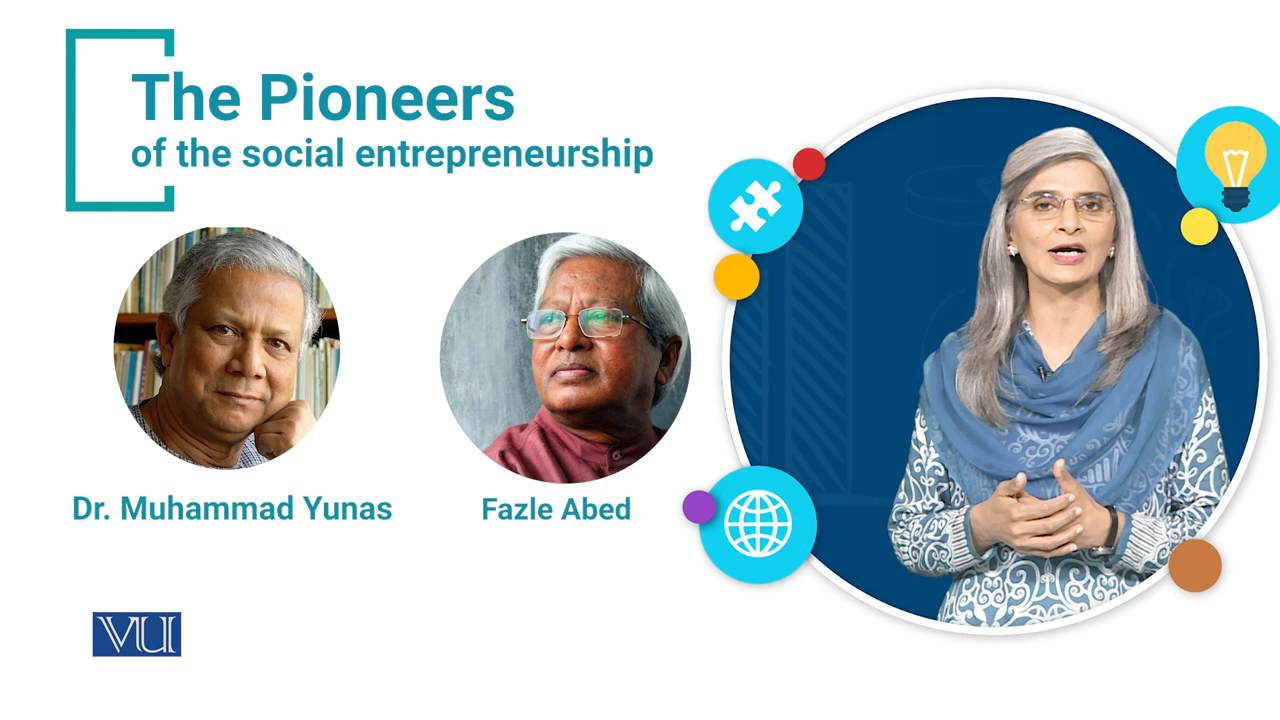 The Pioneers
of the social entrepreneurship
Dr. Muhammad Yunas
Fazle Abed
VU